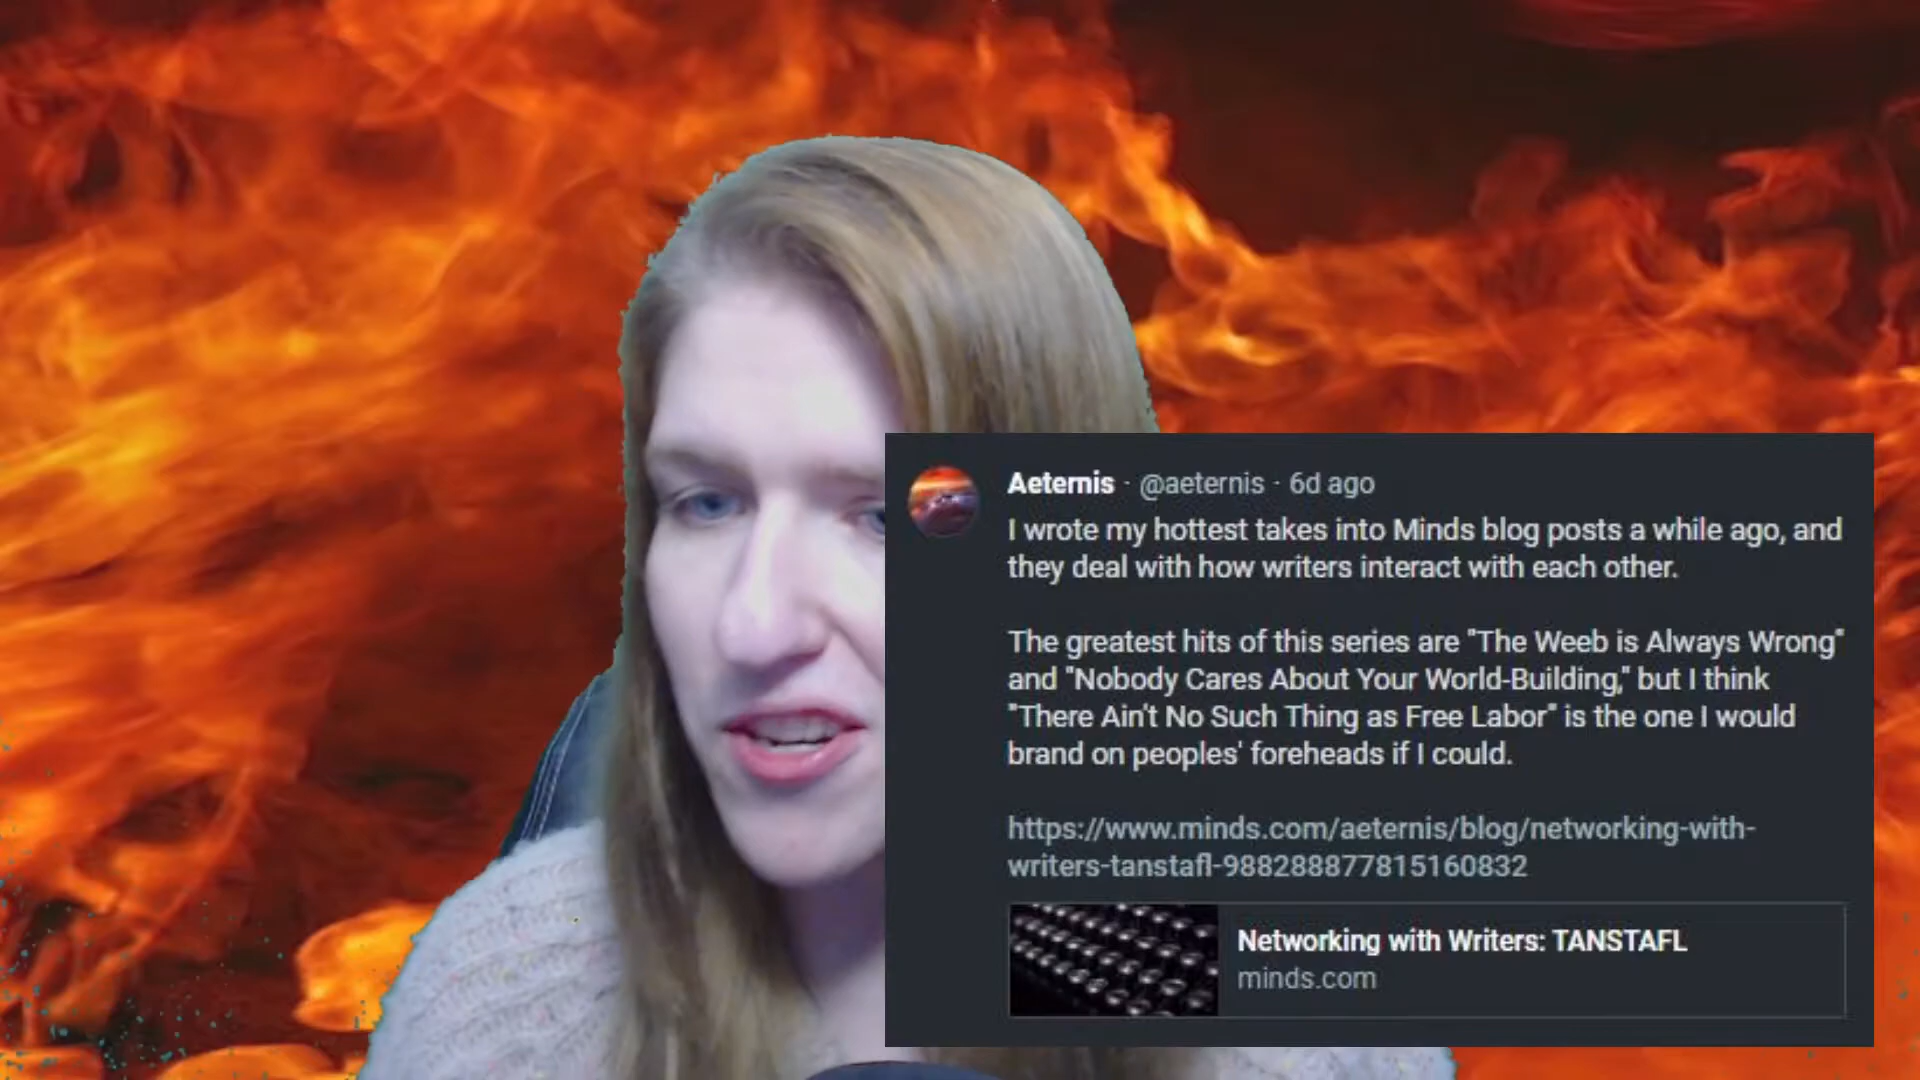 Aeternis · @aeternis · 6d ago
I wrote my hottest takes into Minds blog posts a while ago, and
they deal with how writers interact with each other.
The greatest hits of this series are "The Weeb is Always Wrong"
and "Nobody Cares About Your World-Building," but I think
"There Ain't No Such Thing as Free Labor" is the one I would
brand on peoples' foreheads if I could.
https://www.minds.com/aeternis/blog/networking-with-
writers-tanstafl-988288877815160832
Networking with Writers: TANSTAFL
minds.com